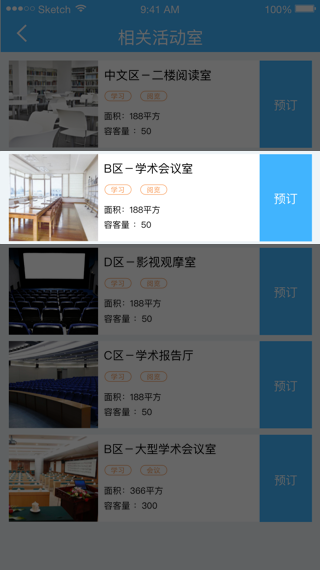 Sketch 9:41 AM 100%
相关活动室
中文区－二楼阅读室
学习 阅览
面积：188平方
容客量 ：50
预订
B区－学术会议室
学习 阅览
面积：188平方
容客量 ：50
预订
D区－影视观摩室
学习 阅览
面积：188平方
容客量 ：50
预订
C区－学术报告厅
学习 阅览
面积：188平方
容客量 ：50
预订
B区－大型学术会议室
学习 会议
面积：366平方
容客量 ：300
预订